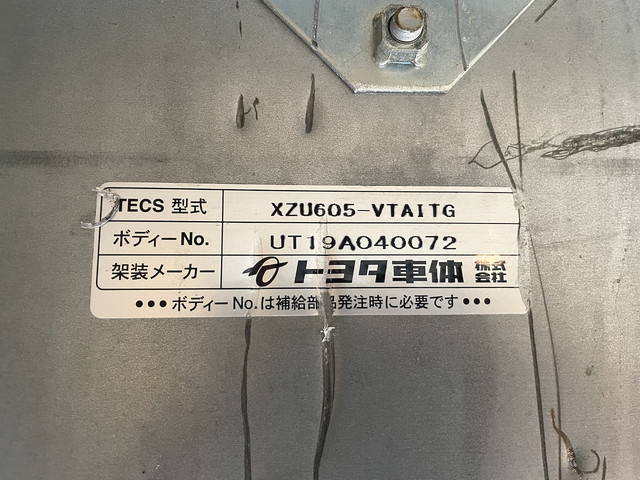 TECS 型式 XZU605-VTAITG
ボディーNo. UT19A040072
架装メーカー トヨタ車体 株式会社
●●● ボディーNo.は補給部品発注時に必要です ●●●